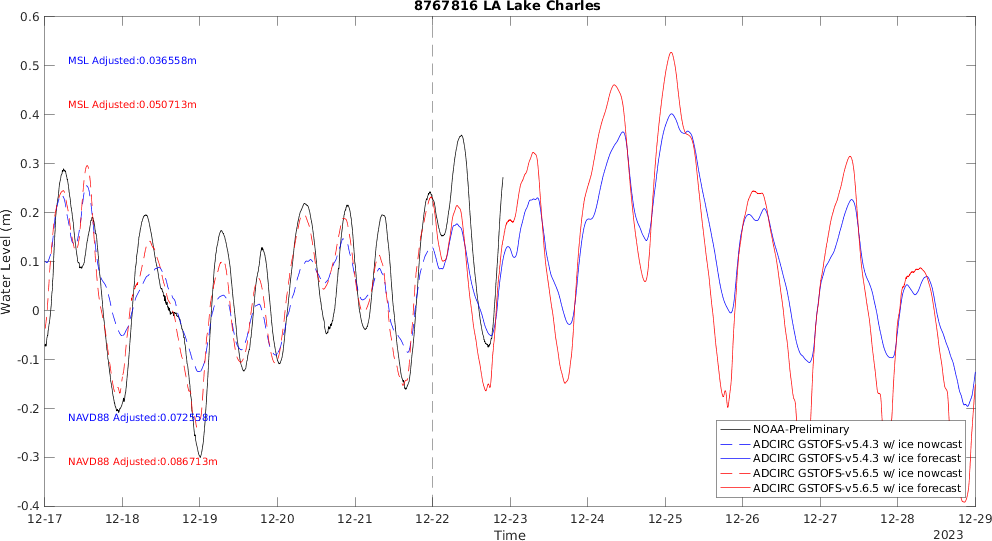 8767816 LA Lake Charles
0.6
0.5
0.4
0.3
0.2
0.1
0
-0.1
-0.2
-0.3
-0.4
Water Level (m)
MSL Adjusted:0.036558m
MSL Adjusted:0.050713m
NAVD88 Adjusted:0.072558m
NAVD88 Adjusted:0.086713m
NOAA-Preliminary
ADCIRC GSTOFS-v5.4.3 w/ ice nowcast
ADCIRC GSTOFS-v5.4.3 w/ ice forecast
ADCIRC GSTOFS-v5.6.5 w/ ice nowcast
ADCIRC GSTOFS-v5.6.5 w/ ice forecast
12-17 12-18 12-19 12-20 12-21 12-22 12-23 12-24 12-25 12-26 12-27 12-28 12-29
Time
2023